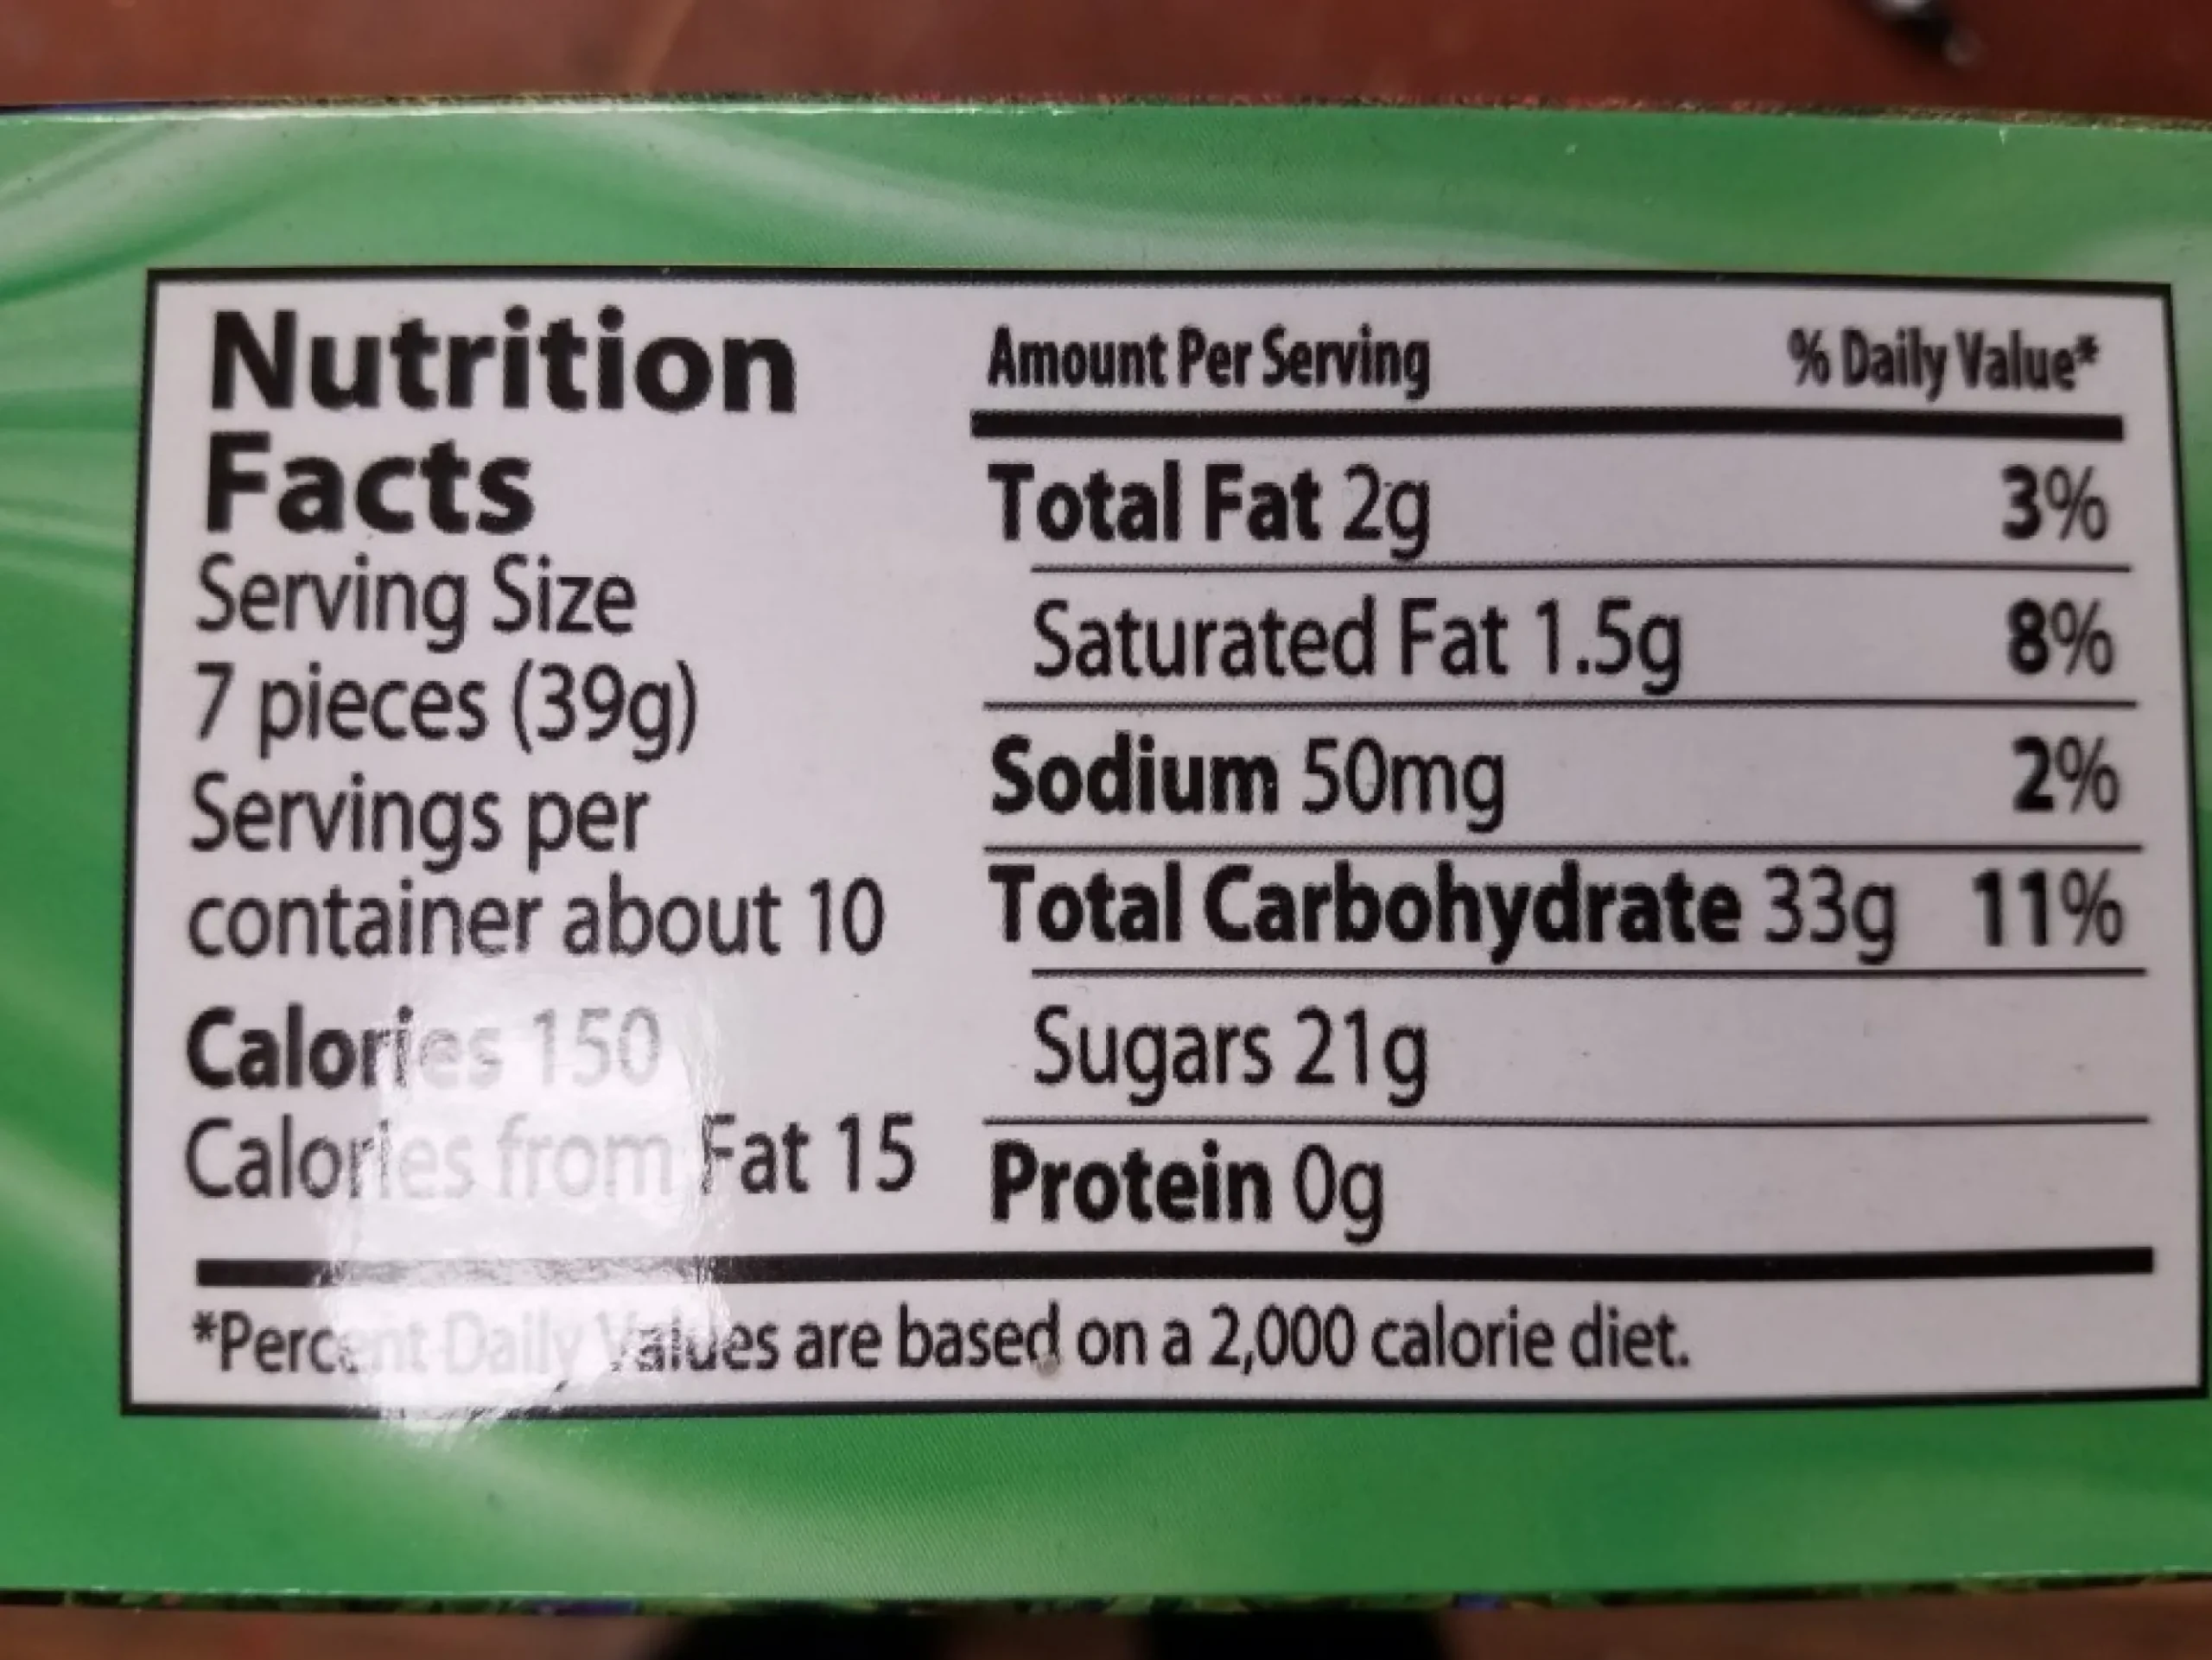 Nutrition
Facts
Serving Size
7 pieces (39g)
Servings per
container about 10
Calories 150
Calories from Fat 15
Amount Per Serving % Daily Value*
Total Fat 2g 3%
Saturated Fat 1.5g 8%
Sodium 50mg 2%
Total Carbohydrate 33g 11%
Sugars 21g
Protein 0g
*Percent Daily Values are based on a 2,000 calorie diet.